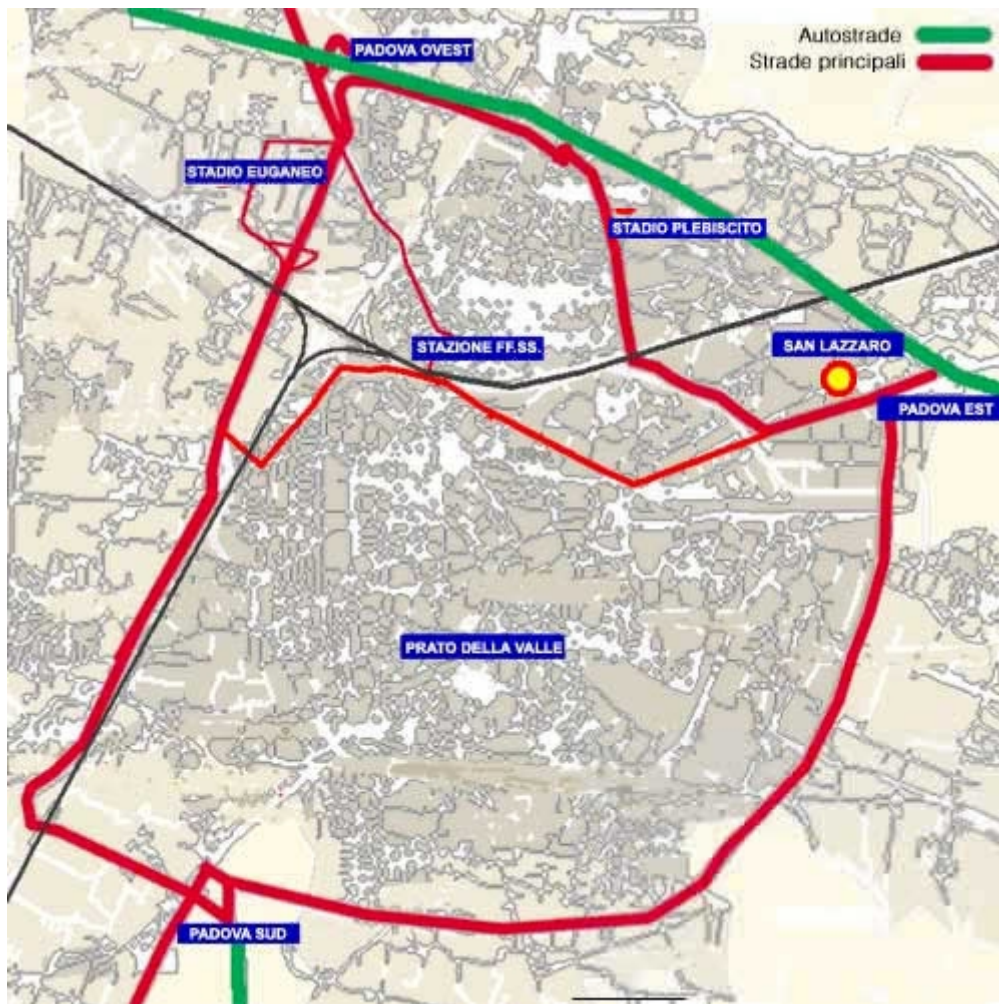 Autostrade
Strade principali
PADOVA OVEST
STADIO EUGANEO
STADIO PLEBISCITO
STAZIONE FF.SS.
SAN LAZZARO
PADOVA EST
PRATO DELLA VALLE
PADOVA SUD